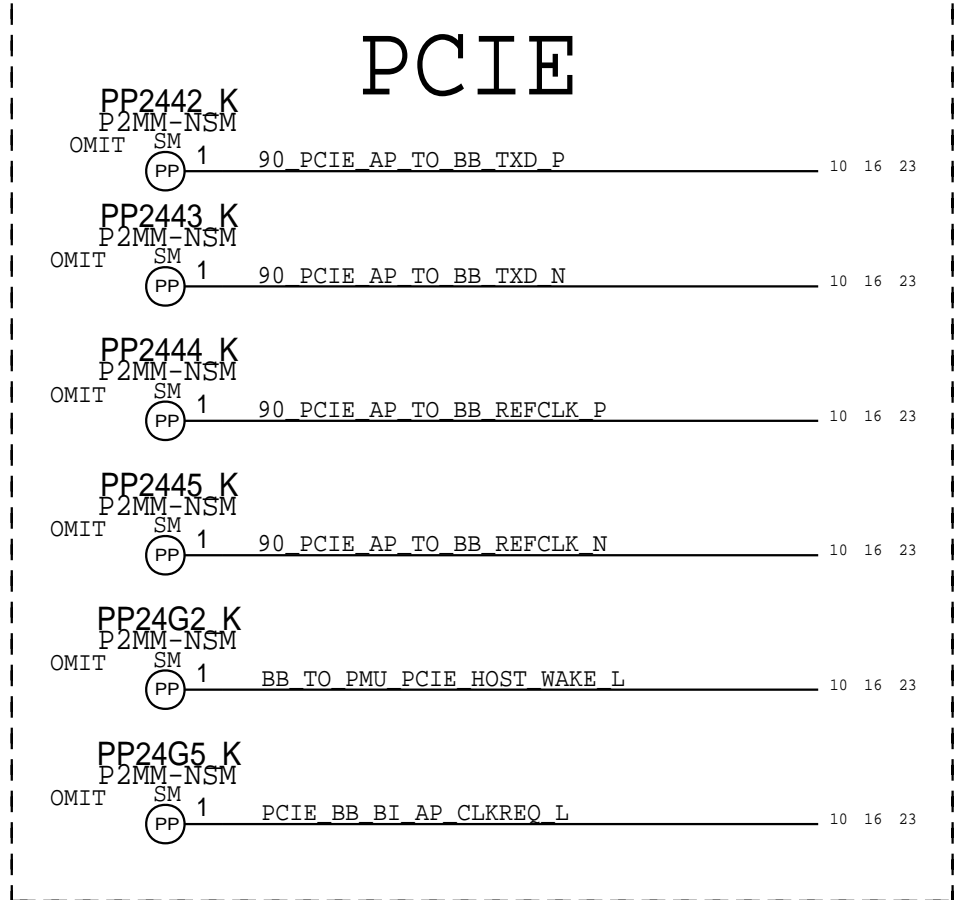 PCIE
PP2442_K
P2MM-NSM
OMIT SM
PP 1 90_PCIE_AP_TO_BB_TXD_P 10 16 23
PP2443_K
P2MM-NSM
OMIT SM
PP 1 90_PCIE_AP_TO_BB_TXD_N 10 16 23
PP2444_K
P2MM-NSM
OMIT SM
PP 1 90_PCIE_AP_TO_BB_REFCLK_P 10 16 23
PP2445_K
P2MM-NSM
OMIT SM
PP 1 90_PCIE_AP_TO_BB_REFCLK_N 10 16 23
PP24G2_K
P2MM-NSM
OMIT SM
PP 1 BB_TO_PMU_PCIE_HOST_WAKE_L 10 16 23
PP24G5_K
P2MM-NSM
OMIT SM
PP 1 PCIE_BB_BI_AP_CLKREQ_L 10 16 23